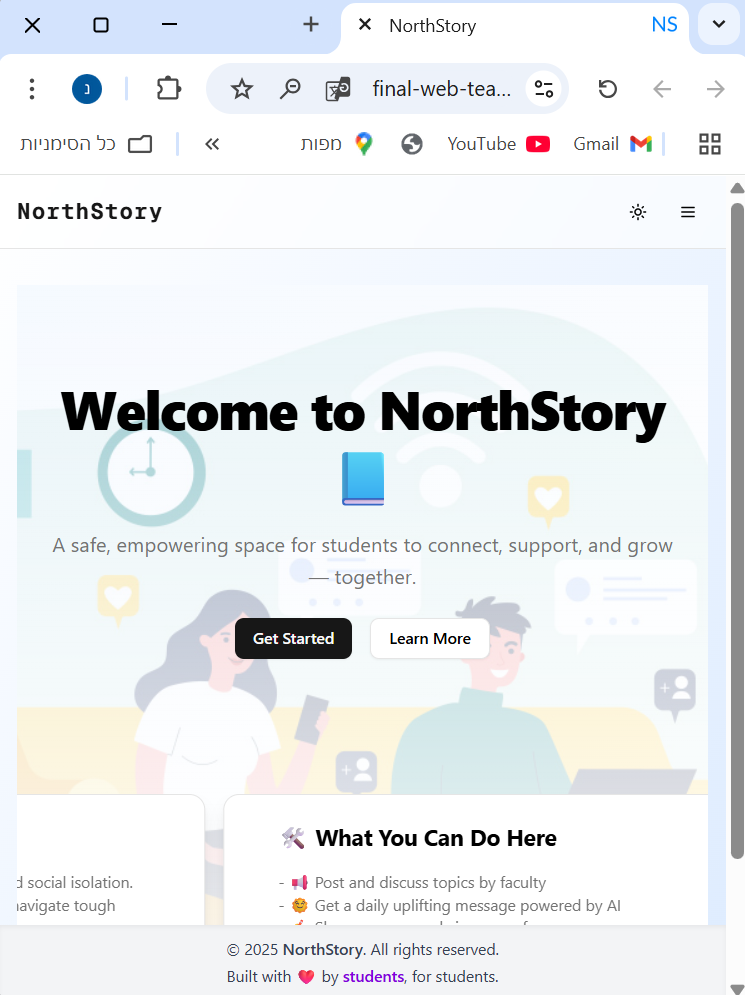 NorthStory
NS
final-web-tea...
כל הסימניות
מפות
YouTube
Gmail
נ
NorthStory
Welcome to NorthStory
A safe, empowering space for students to connect, support, and grow
— together.
Get Started
Learn More
d social isolation.
navigate tough
🛠️ What You Can Do Here
- 📢 Post and discuss topics by faculty
- 🌞 Get a daily uplifting message powered by AI
© 2025 NorthStory. All rights reserved.
Built with ❤️ by students, for students.